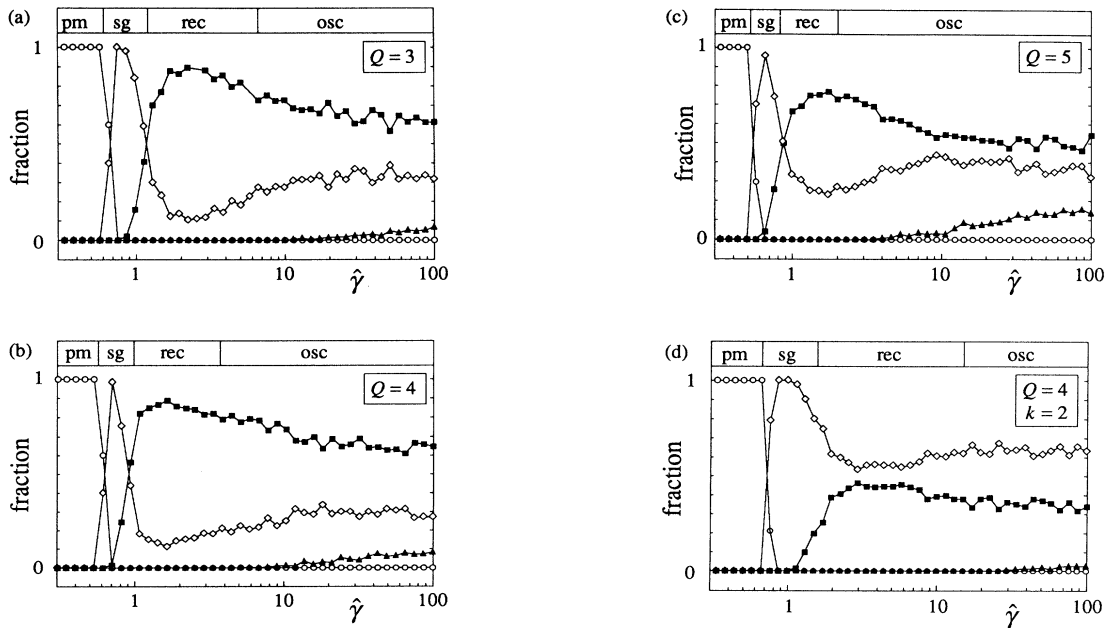 (a)
pm sg rec osc
Q = 3
1
fraction
0
1 10 100
γ̂
(c)
pm sg rec osc
Q = 5
1
fraction
0
1 10 100
γ̂
(b)
pm sg rec osc
Q = 4
1
fraction
0
1 10 100
γ̂
(d)
pm sg rec osc
Q = 4
k = 2
1
fraction
0
1 10 100
γ̂